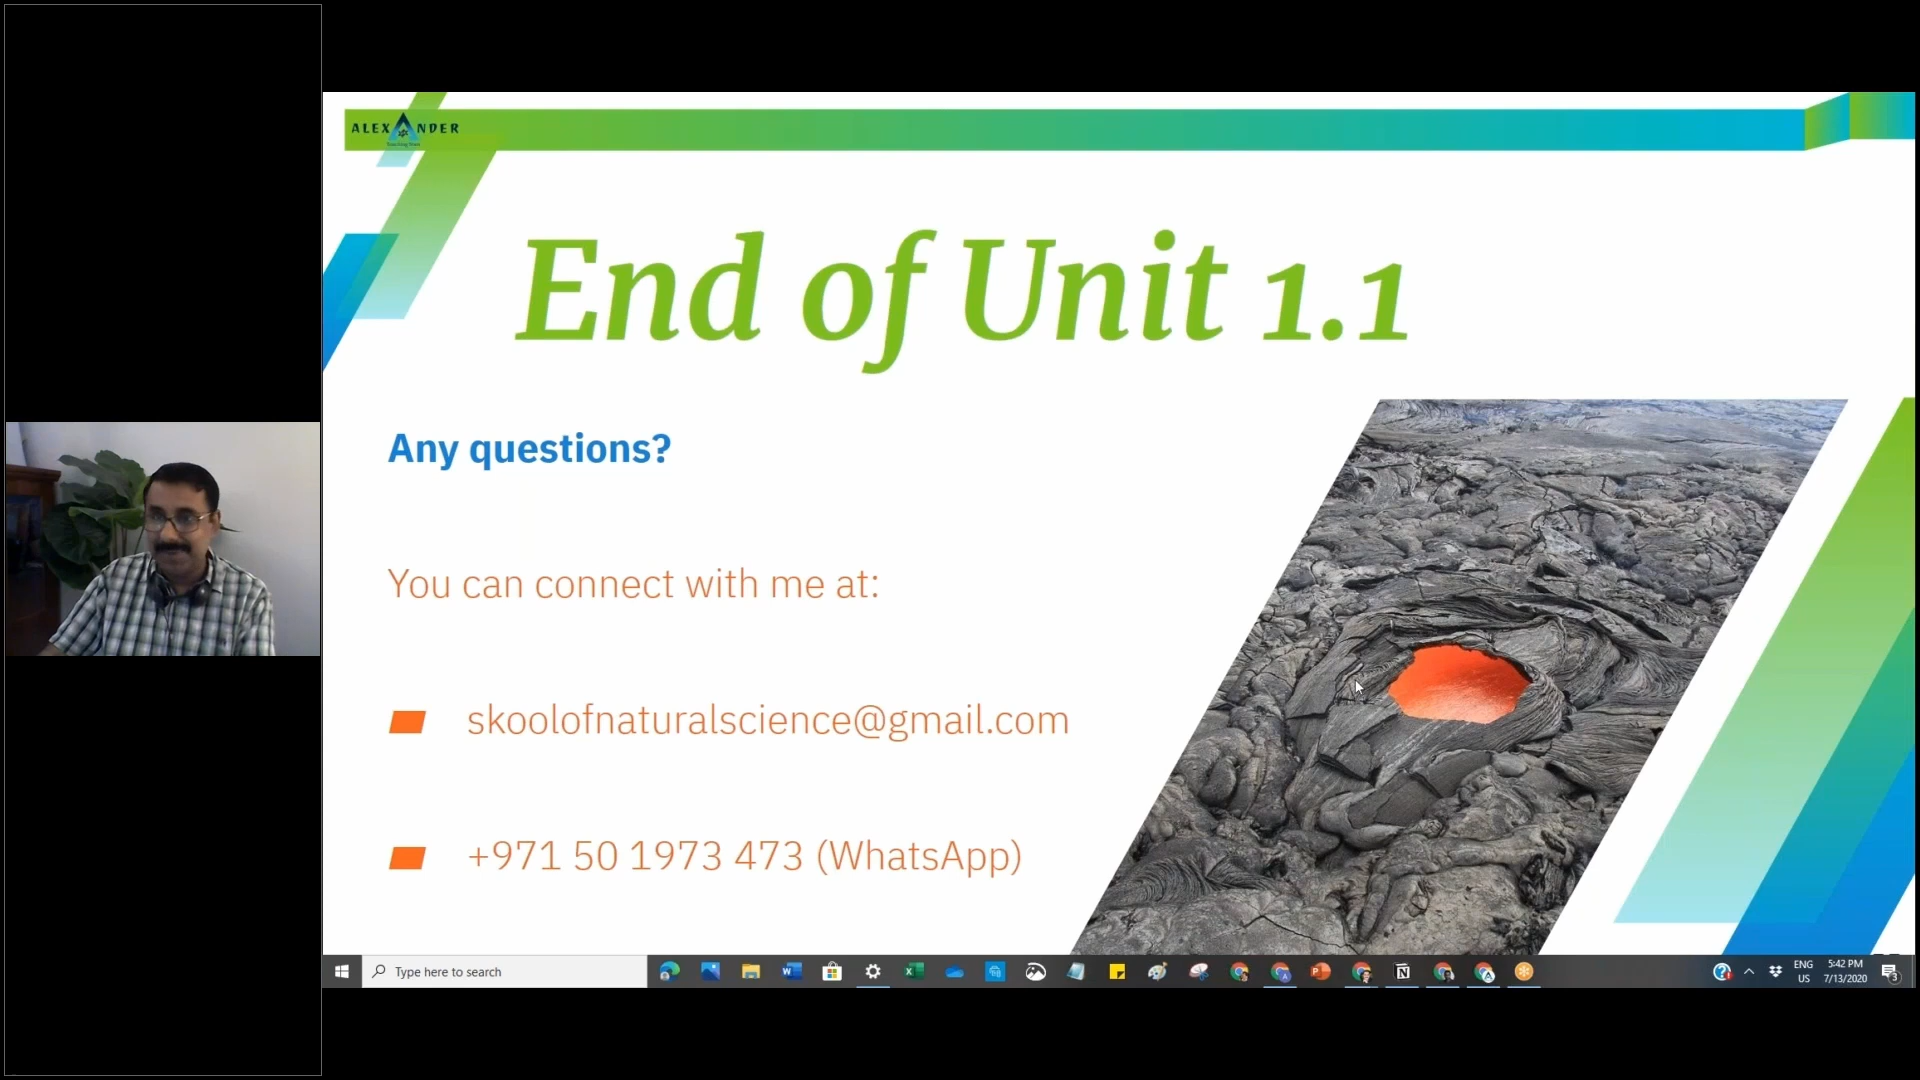 ALEXANDER
End of Unit 1.1
Any questions?
You can connect with me at:
skoolofnaturalscience@gmail.com
+971 50 1973 473 (WhatsApp)
Type here to search
ENG
US
5:42 PM
7/13/2020
3